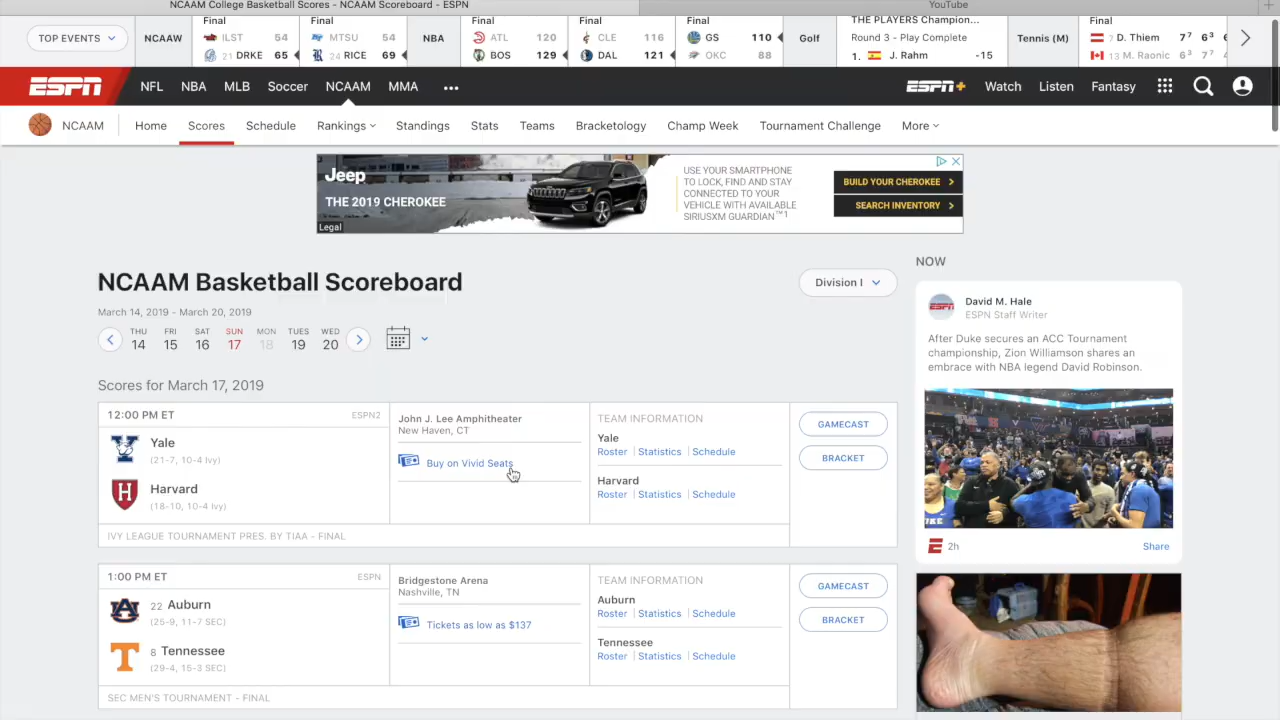 NCAAM College Basketball Scores - NCAAM Scoreboard - ESPN
YouTube
TOP EVENTS
NCAAW
Final
ILST 54
21 DRKE 65
Final
MTSU 54
24 RICE 69
NBA
Final
ATL 120
BOS 129
Final
CLE 116
DAL 121
Final
GS 110
OKC 88
Golf
THE PLAYERS Champion...
Round 3 - Play Complete
1. J. Rahm -15
Tennis (M)
Final
7 D. Thiem 7⁷ 6³
13 M. Raonic 6³ 7⁷
ESPN NFL NBA MLB Soccer NCAAM MMA ... ESPN+ Watch Listen Fantasy
NCAAM Home Scores Schedule Rankings Standings Stats Teams Bracketology Champ Week Tournament Challenge More
Jeep
THE 2019 CHEROKEE
Legal
USE YOUR SMARTPHONE
TO LOCK, FIND AND STAY
CONNECTED TO YOUR
VEHICLE WITH AVAILABLE
SIRIUSXM GUARDIAN™1
BUILD YOUR CHEROKEE
SEARCH INVENTORY
NCAAM Basketball Scoreboard
Division I
March 14, 2019 - March 20, 2019
THU FRI SAT SUN MON TUES WED
14 15 16 17 18 19 20
Scores for March 17, 2019
12:00 PM ET ESPN2
Yale
(21-7, 10-4 Ivy)
Harvard
(18-10, 10-4 Ivy)
John J. Lee Amphitheater
New Haven, CT
Buy on Vivid Seats
TEAM INFORMATION
Yale
Roster | Statistics | Schedule
Harvard
Roster | Statistics | Schedule
GAMECAST
BRACKET
IVY LEAGUE TOURNAMENT PRES. BY TIAA - FINAL
1:00 PM ET ESPN
22 Auburn
(25-9, 11-7 SEC)
8 Tennessee
(29-4, 15-3 SEC)
Bridgestone Arena
Nashville, TN
Tickets as low as $137
TEAM INFORMATION
Auburn
Roster | Statistics | Schedule
Tennessee
Roster | Statistics | Schedule
GAMECAST
BRACKET
SEC MEN'S TOURNAMENT - FINAL
NOW
David M. Hale
ESPN Staff Writer
After Duke secures an ACC Tournament
championship, Zion Williamson shares an
embrace with NBA legend David Robinson.
2h
Share